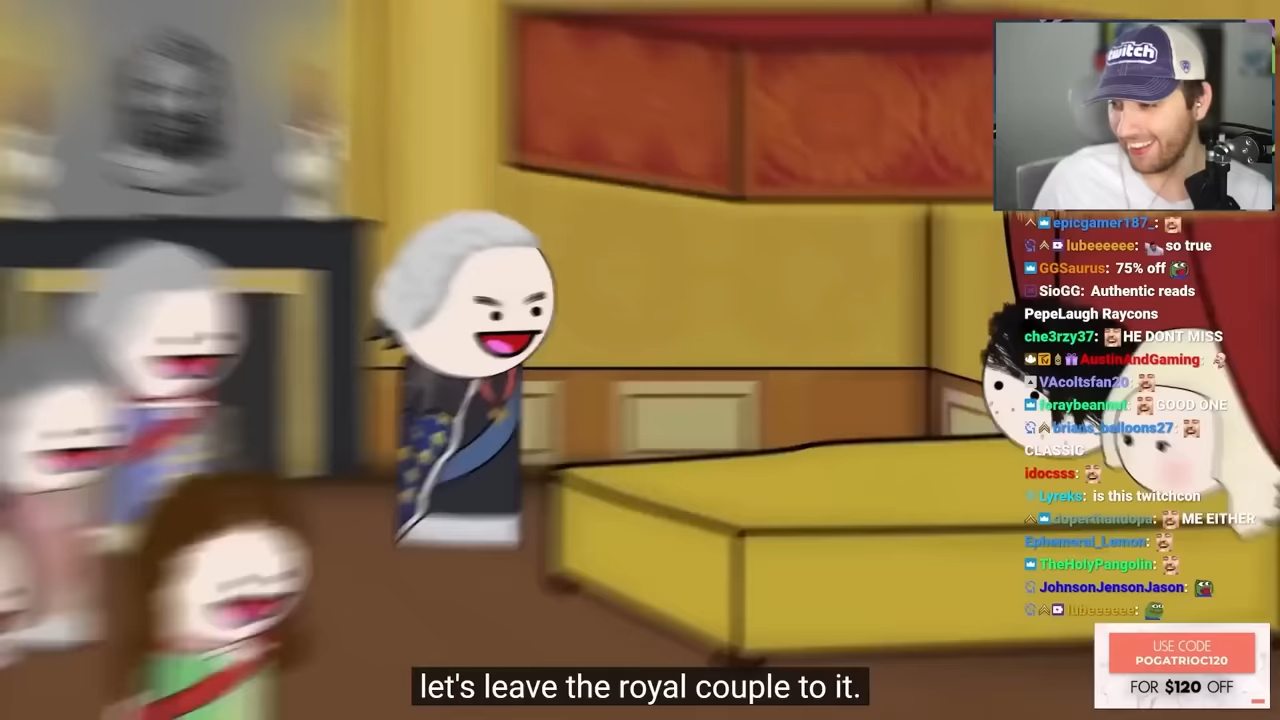 twitch
epicgamer187_:
lubeeeeee: so true
GGSaurus: 75% off
SioGG: Authentic reads
PepeLaugh Raycons
che3rzy37: HE DONT MISS
AustinAndGaming:
VAcoltsfan20:
GOOD ONE
brians_balloons27:
CLASSIC
idocsss:
Lyreks: is this twitchcon
ME EITHER
Ephemeral_Lemon:
TheHolyPangolin:
JohnsonJensonJason:
lubeeeeee:
USE CODE
POGATRIOC120
FOR $120 OFF
let's leave the royal couple to it.